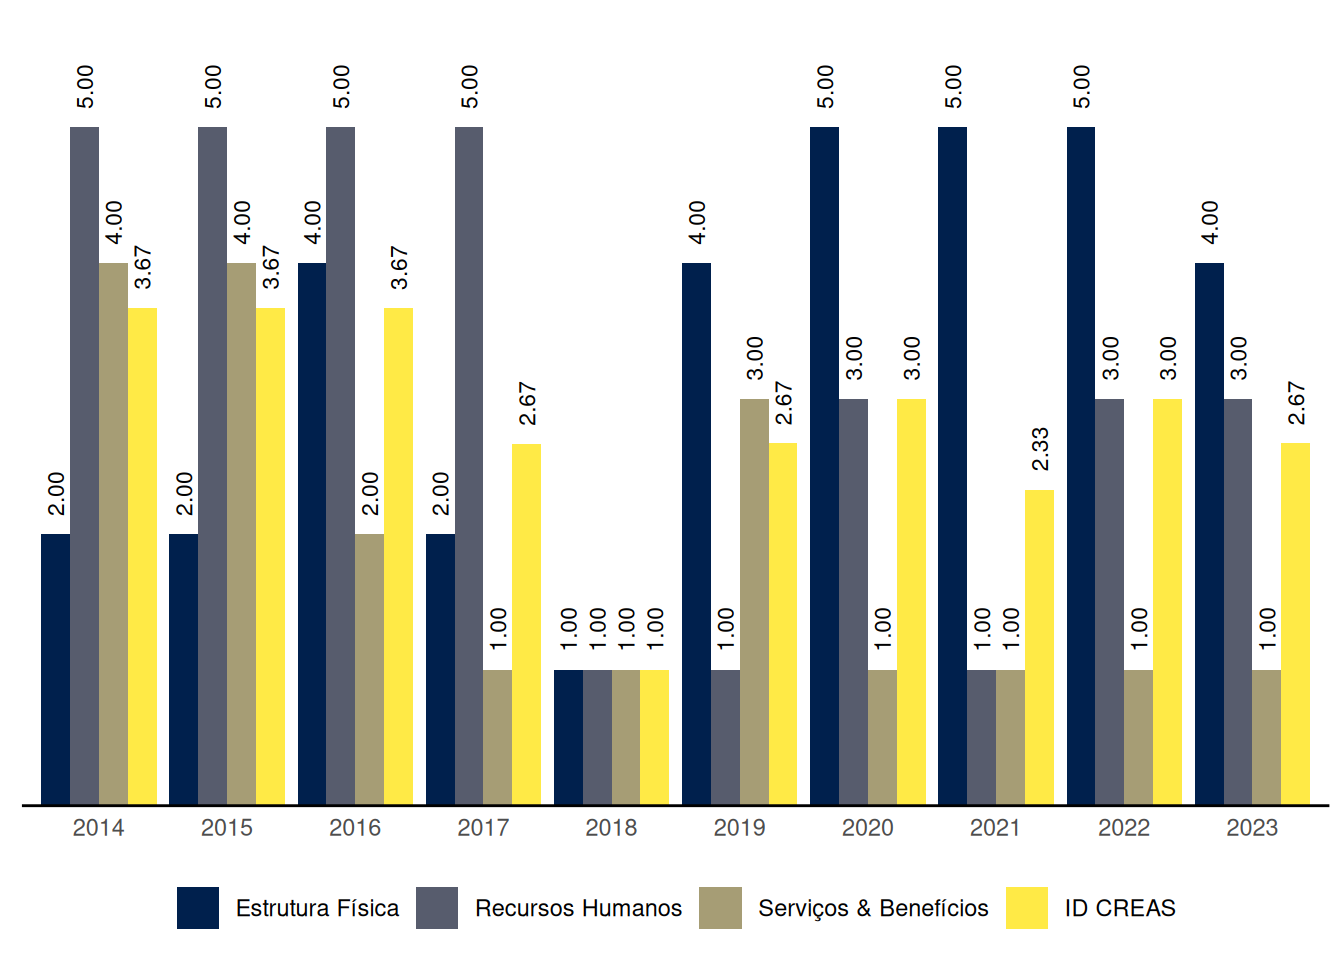 5.00 5.00 5.00 5.00 5.00 5.00 5.00
4.00 4.00 4.00 4.00 4.00
3.67 3.67 3.67
3.00 3.00 3.00 3.00 3.00 3.00
2.67 2.67 2.67
2.33
2.00 2.00 2.00 2.00
1.00 1.00 1.00 1.00 1.00 1.00 1.00 1.00 1.00 1.00 1.00
2014 2015 2016 2017 2018 2019 2020 2021 2022 2023
Estrutura Física Recursos Humanos Serviços & Benefícios ID CREAS